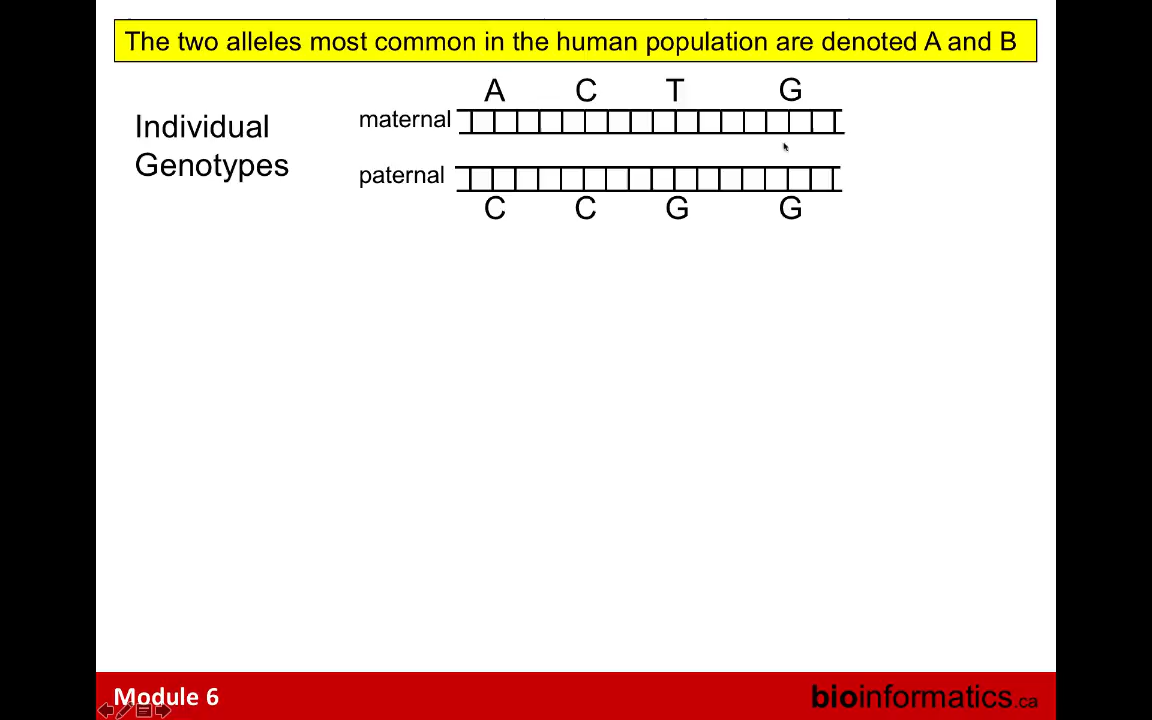 The two alleles most common in the human population are denoted A and B
A C T G
Individual
Genotypes
maternal
paternal
C C G G
Module 6
bioinformatics.ca